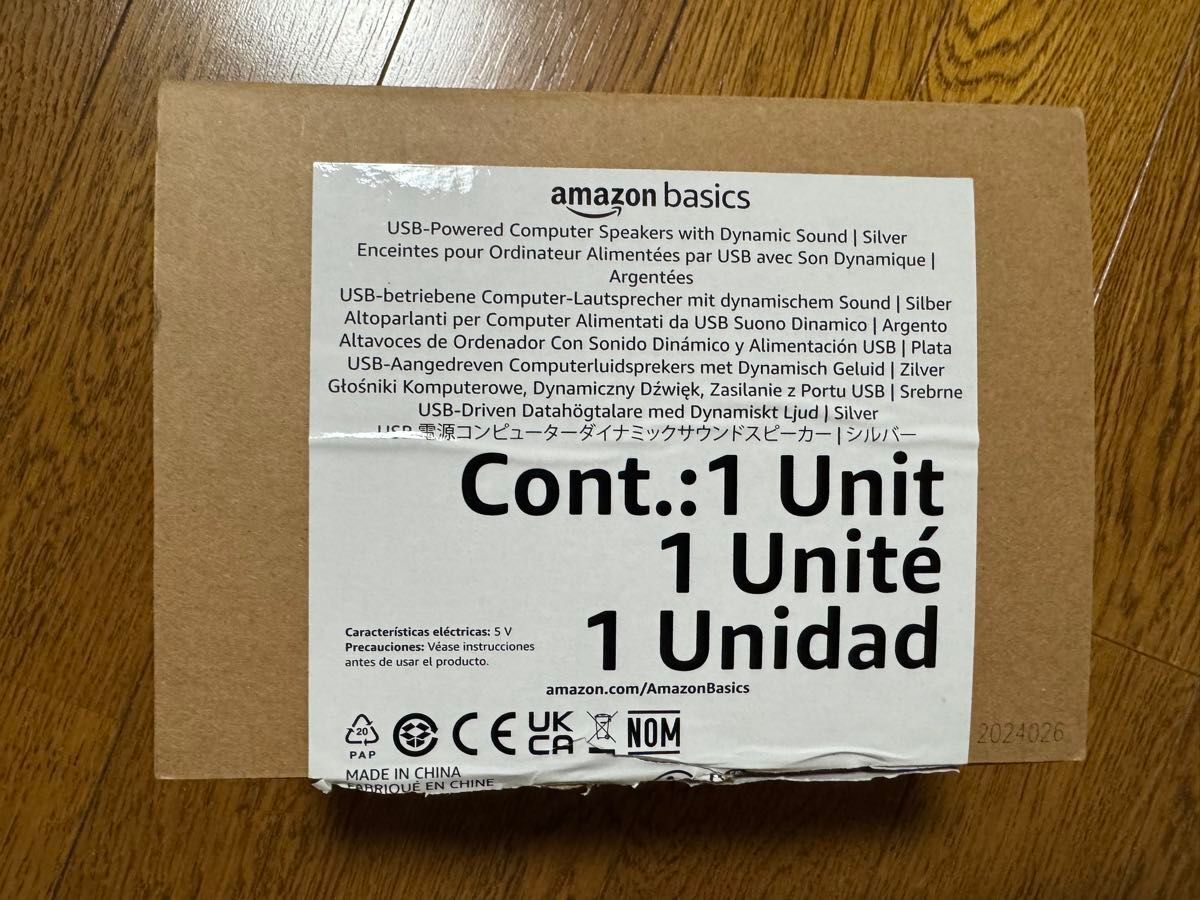 amazon basics
USB-Powered Computer Speakers with Dynamic Sound | Silver
Enceintes pour Ordinateur Alimentées par USB avec Son Dynamique |
Argentées
USB-betriebene Computer-Lautsprecher mit dynamischem Sound | Silber
Altoparlanti per Computer Alimentati da USB Suono Dinamico | Argento
Altavoces de Ordenador Con Sonido Dinámico y Alimentación USB | Plata
USB-Aangedreven Computerluidsprekers met Dynamisch Geluid | Zilver
Głośniki Komputerowe, Dynamiczny Dźwięk, Zasilanie z Portu USB | Srebrne
USB-Driven Datahögtalare med Dynamiskt Ljud | Silver
USB 電源コンピューターダイナミックサウンドスピーカー | シルバー
Cont.:1 Unit
1 Unité
1 Unidad
Características eléctricas: 5 V
Precauciones: Véase instrucciones
antes de usar el producto.
amazon.com/AmazonBasics
20
PAP
CE
UK
CA
NOM
2024026
MADE IN CHINA
FABRIQUÉ EN CHINE